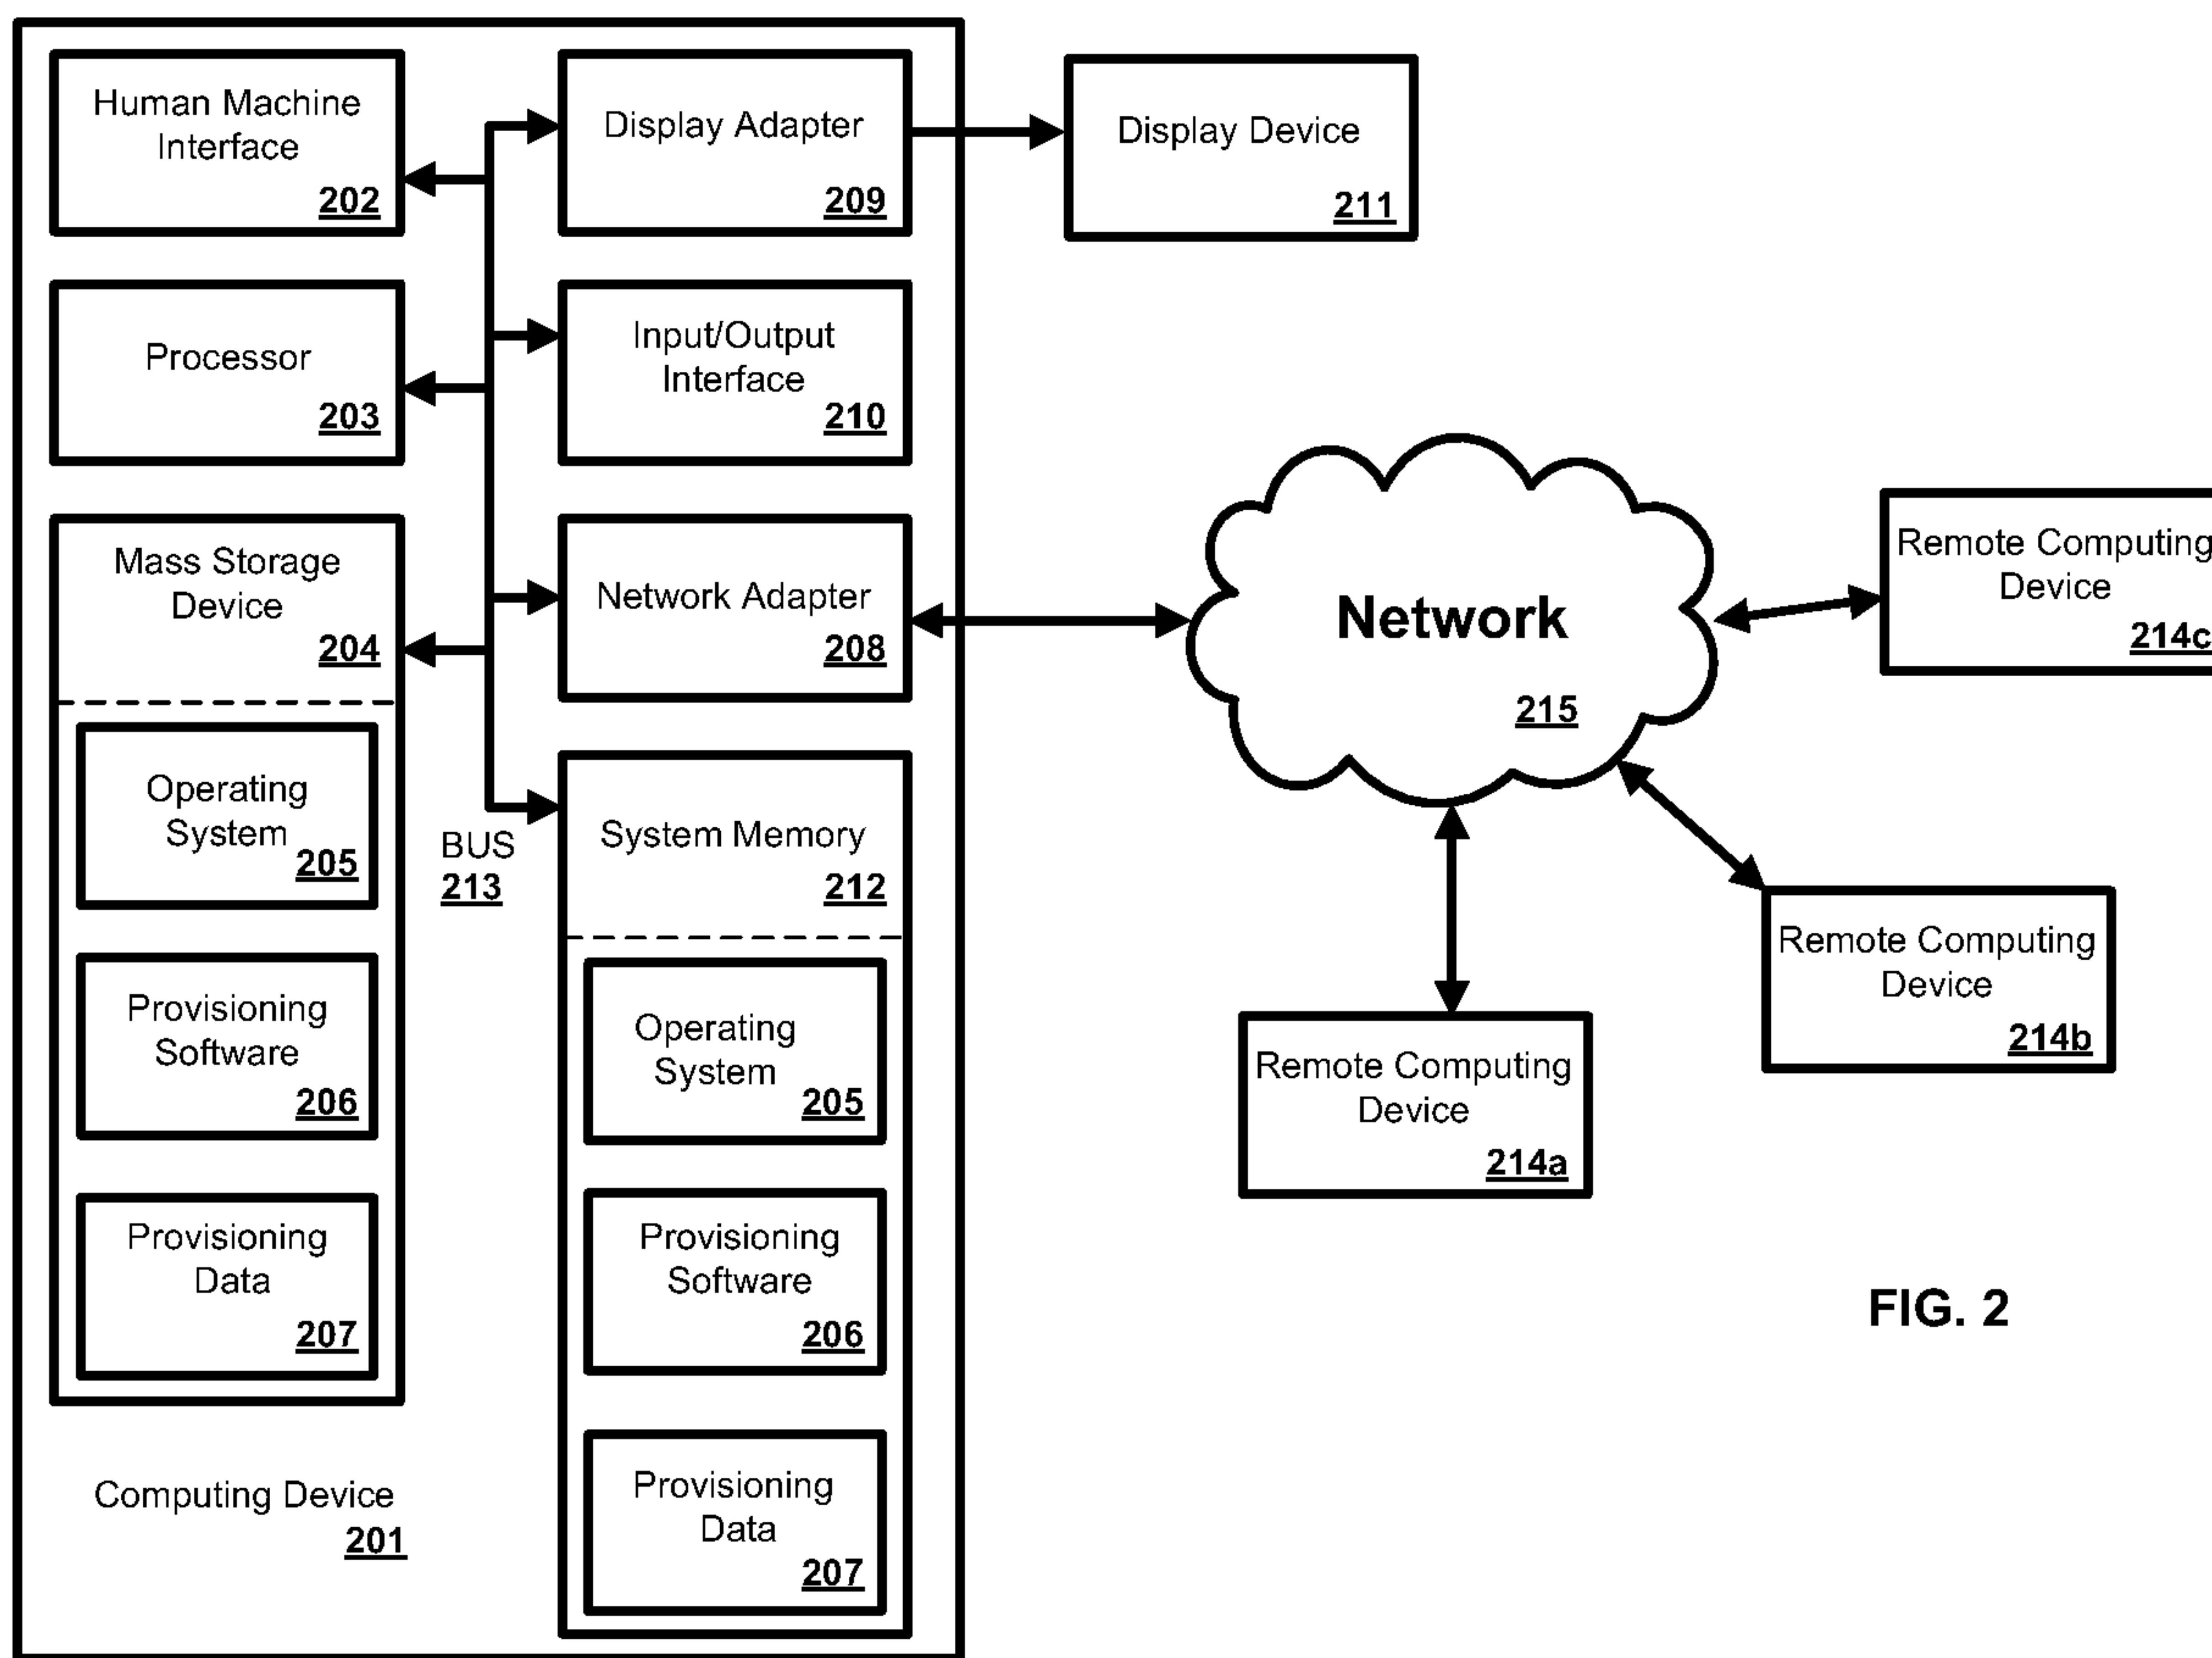 Human Machine
Interface
202
Processor
203
Mass Storage
Device
204
Operating
System
205
Provisioning
Software
206
Provisioning
Data
207
Computing Device
201
BUS
213
Display Adapter
209
Input/Output
Interface
210
Network Adapter
208
System Memory
212
Operating
System
205
Provisioning
Software
206
Provisioning
Data
207
Display Device
211
Network
215
Remote Computing
Device
214c
Remote Computing
Device
214b
Remote Computing
Device
214a
FIG. 2